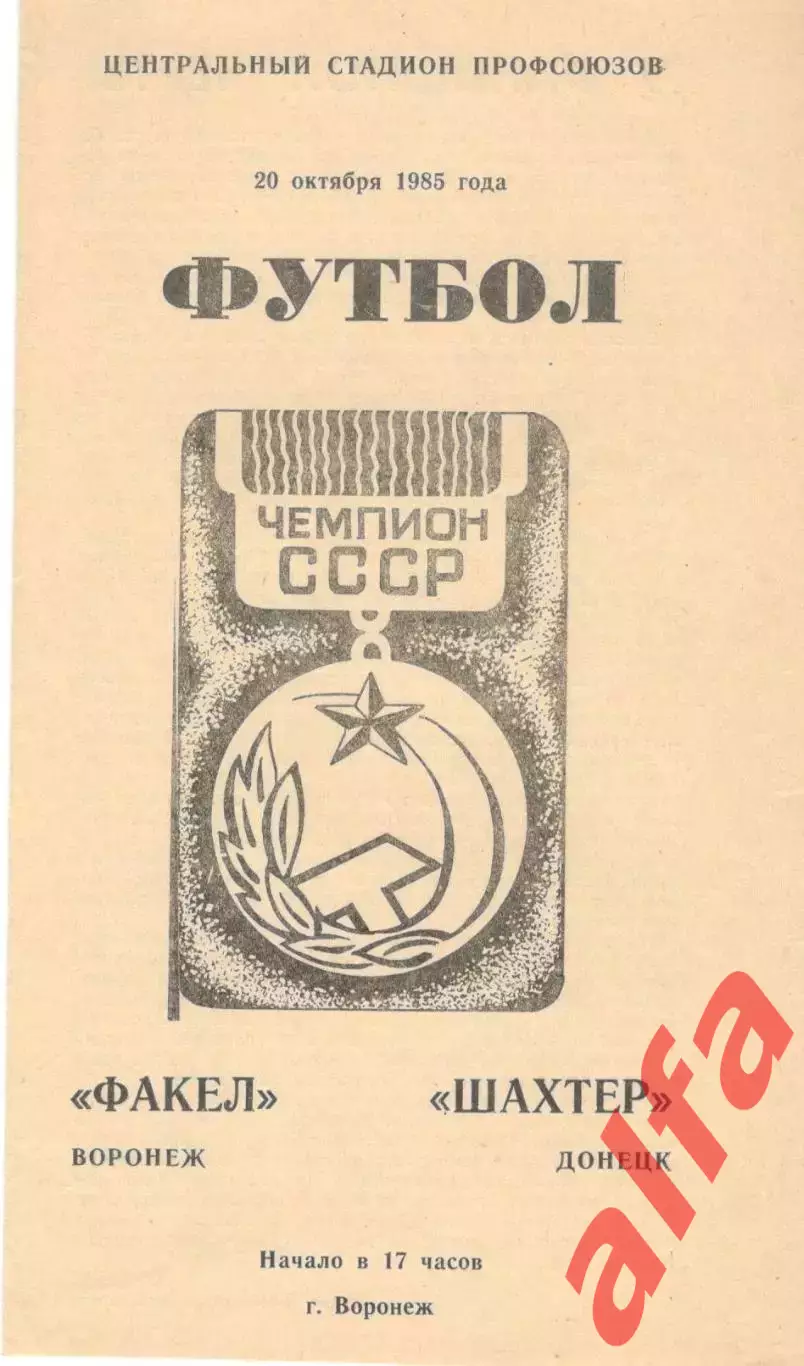 ЦЕНТРАЛЬНЫЙ СТАДИОН ПРОФСОЮЗОВ
20 октября 1985 года
ФУТБОЛ
ЧЕМПИОН
СССР
«ФАКЕЛ» «ШАХТЕР»
ВОРОНЕЖ ДОНЕЦК
Начало в 17 часов
г. Воронеж
alfa